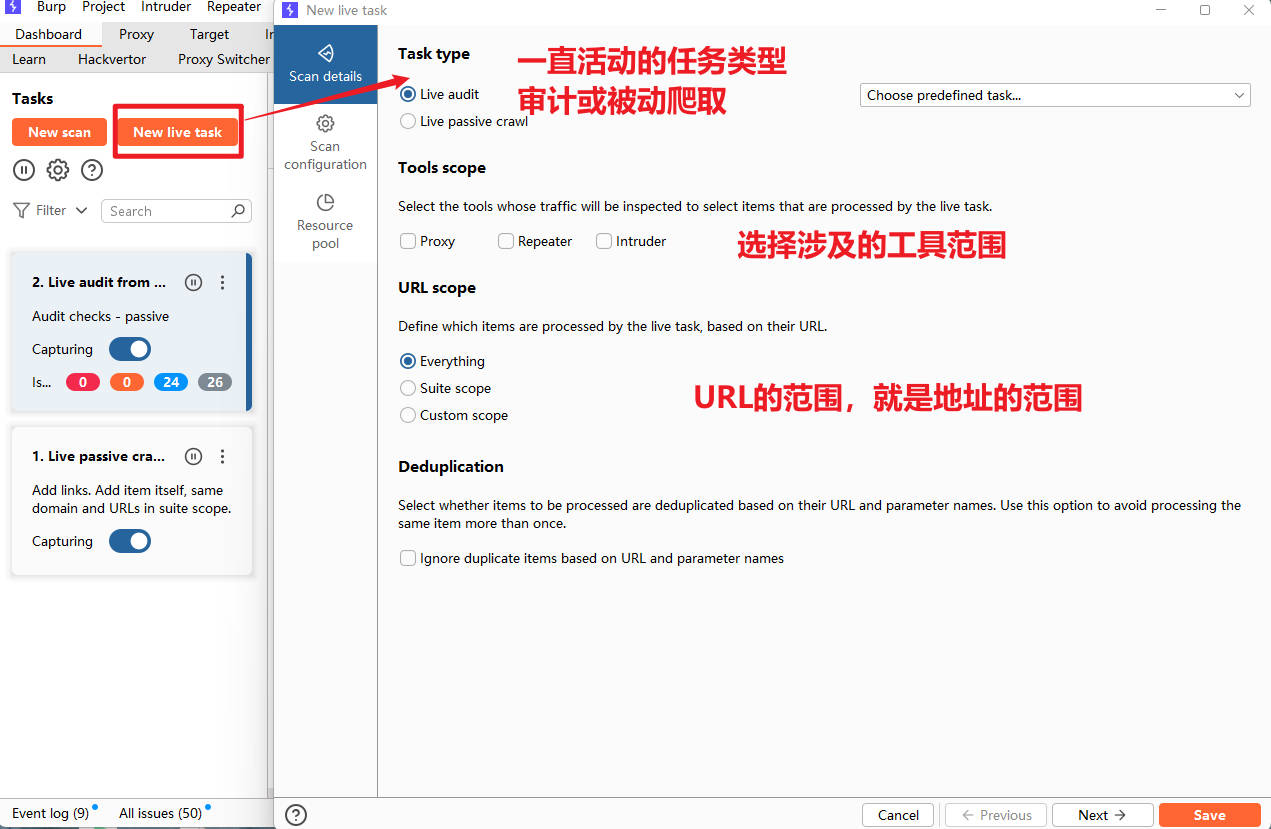 Burp Project Intruder Repeater
Dashboard Proxy Target
Learn Hackvertor Proxy Switcher
Tasks
New scan New live task
Filter Search
2. Live audit from ...
Audit checks - passive
Capturing
Is... 0 0 24 26
1. Live passive cra...
Add links. Add item itself, same
domain and URLs in suite scope.
Capturing
Event log (9) All issues (50)
New live task
Scan details
Scan
configuration
Resource
pool
Task type
一直活动的任务类型
审计或被动爬取
Live audit
Choose predefined task...
Live passive crawl
Tools scope
Select the tools whose traffic will be inspected to select items that are processed by the live task.
Proxy Repeater Intruder
选择涉及的工具范围
URL scope
Define which items are processed by the live task, based on their URL.
Everything
Suite scope
Custom scope
URL的范围，就是地址的范围
Deduplication
Select whether items to be processed are deduplicated based on their URL and parameter names. Use this option to avoid processing the
same item more than once.
Ignore duplicate items based on URL and parameter names
Cancel Previous Next Save